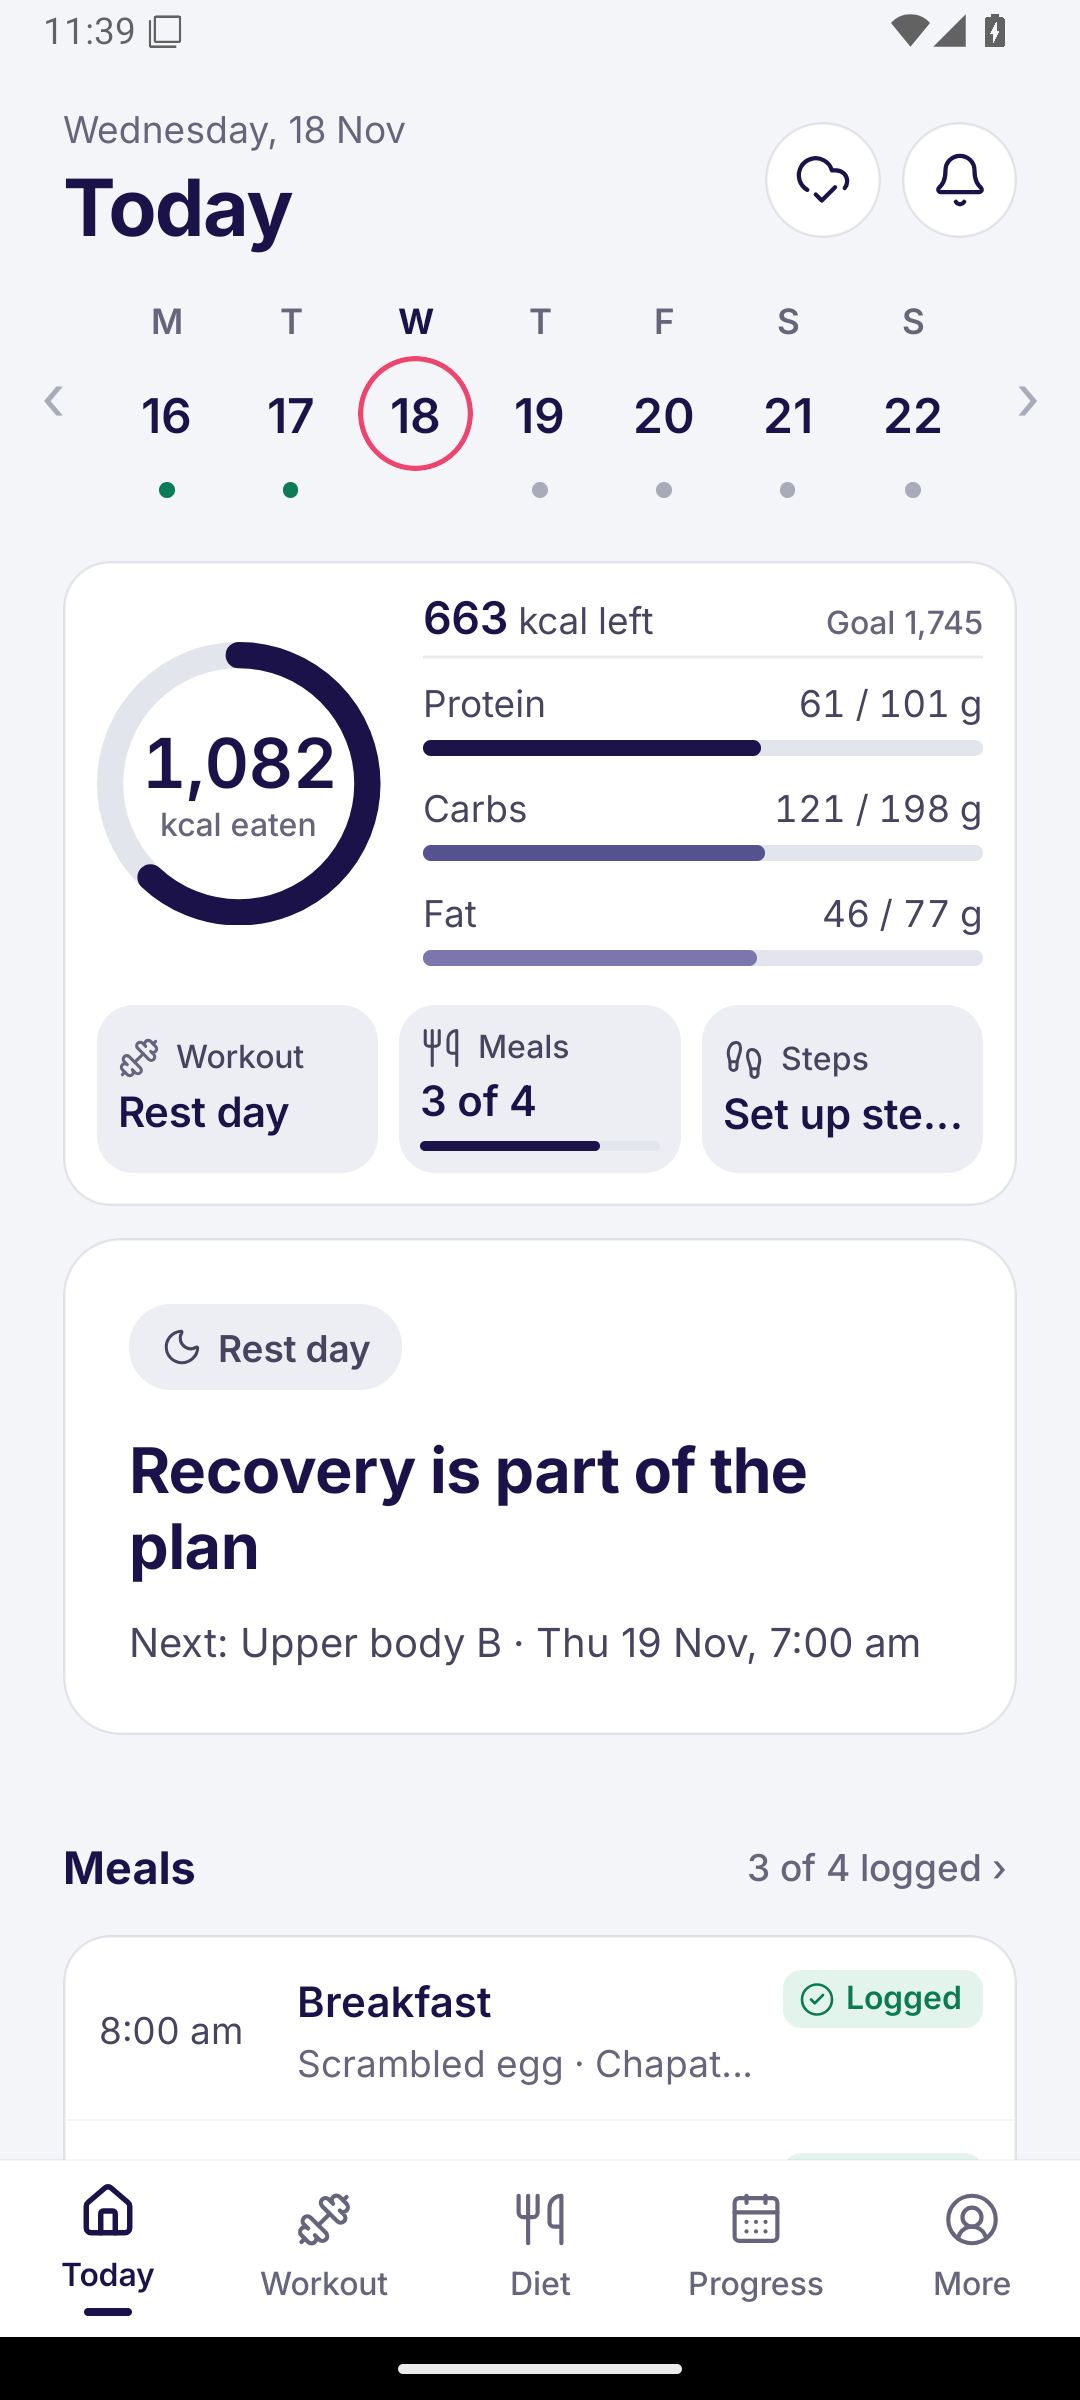 11:39
Wednesday, 18 Nov
Today
M T W T F S S
‹ 16 17 18 19 20 21 22 ›
663 kcal left Goal 1,745
1,082
kcal eaten
Protein 61 / 101 g
Carbs 121 / 198 g
Fat 46 / 77 g
Workout
Rest day
Meals
3 of 4
Steps
Set up ste...
Rest day
Recovery is part of the
plan
Next: Upper body B · Thu 19 Nov, 7:00 am
Meals 3 of 4 logged ›
8:00 am
Breakfast
Logged
Scrambled egg · Chapat...
Today Workout Diet Progress More